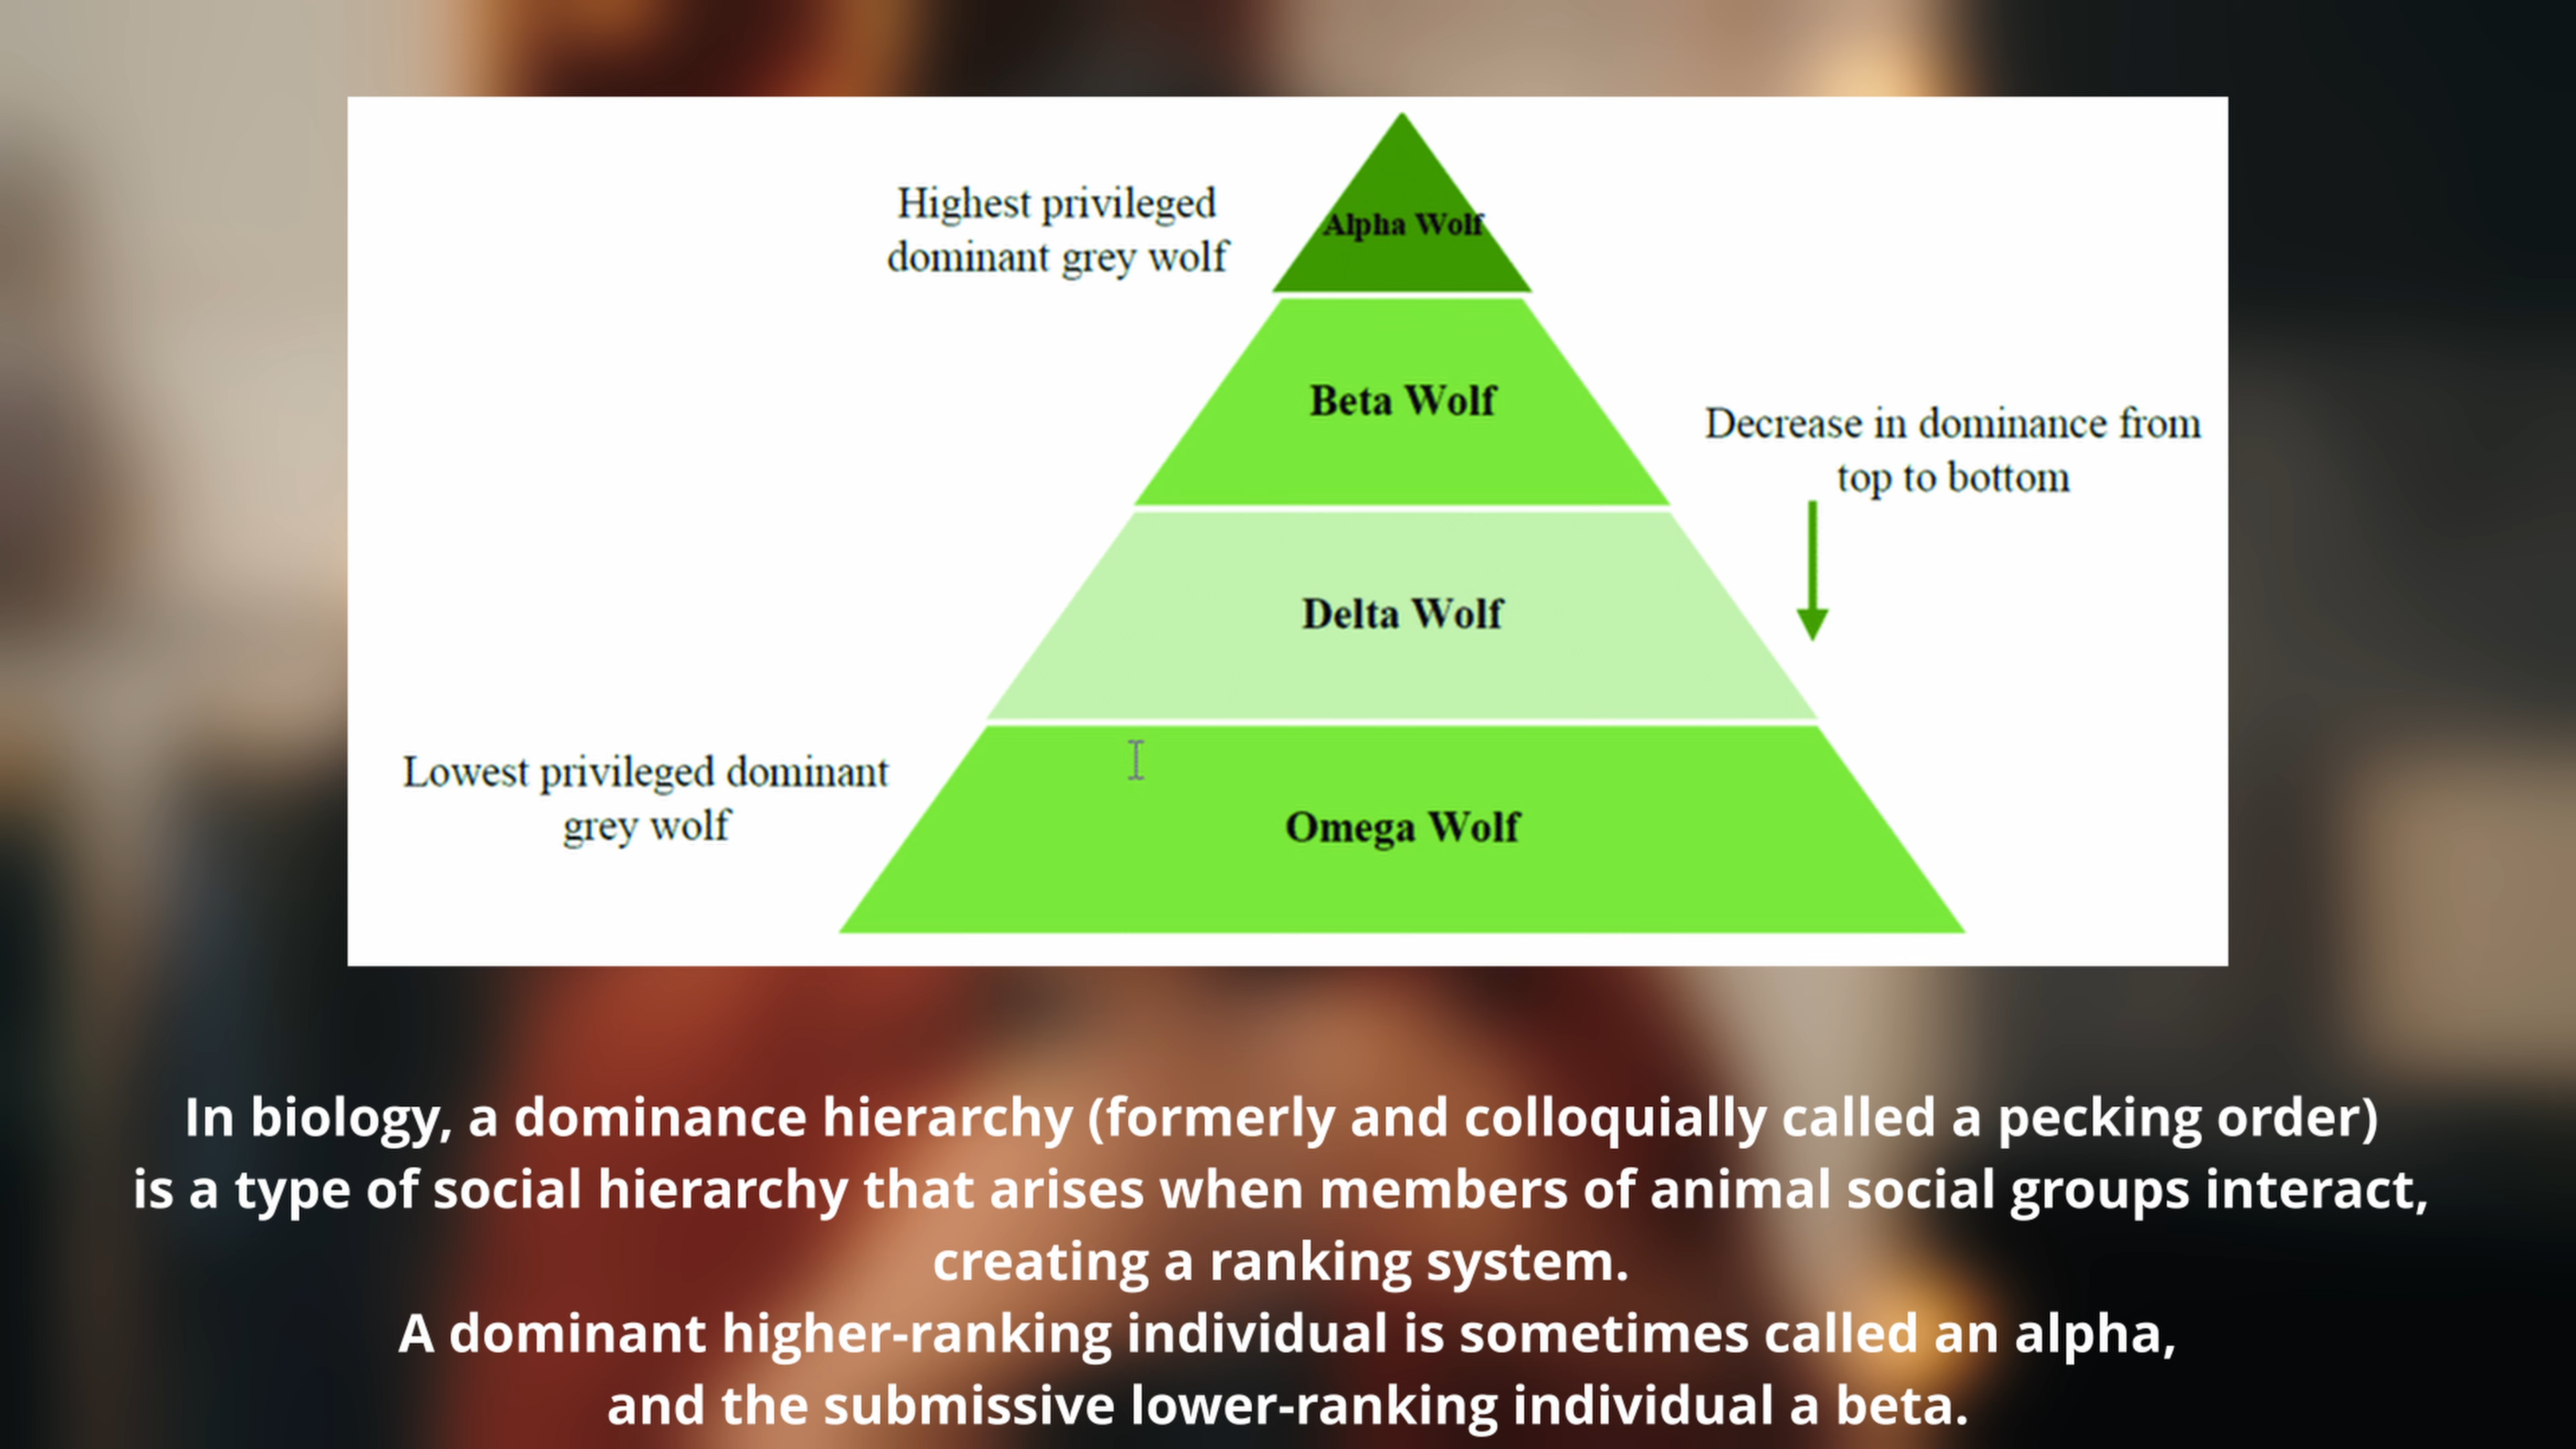 Highest privileged
dominant grey wolf
Alpha Wolf
Beta Wolf
Decrease in dominance from
top to bottom
Delta Wolf
Lowest privileged dominant
grey wolf
Omega Wolf
In biology, a dominance hierarchy (formerly and colloquially called a pecking order)
is a type of social hierarchy that arises when members of animal social groups interact,
creating a ranking system.
A dominant higher-ranking individual is sometimes called an alpha,
and the submissive lower-ranking individual a beta.